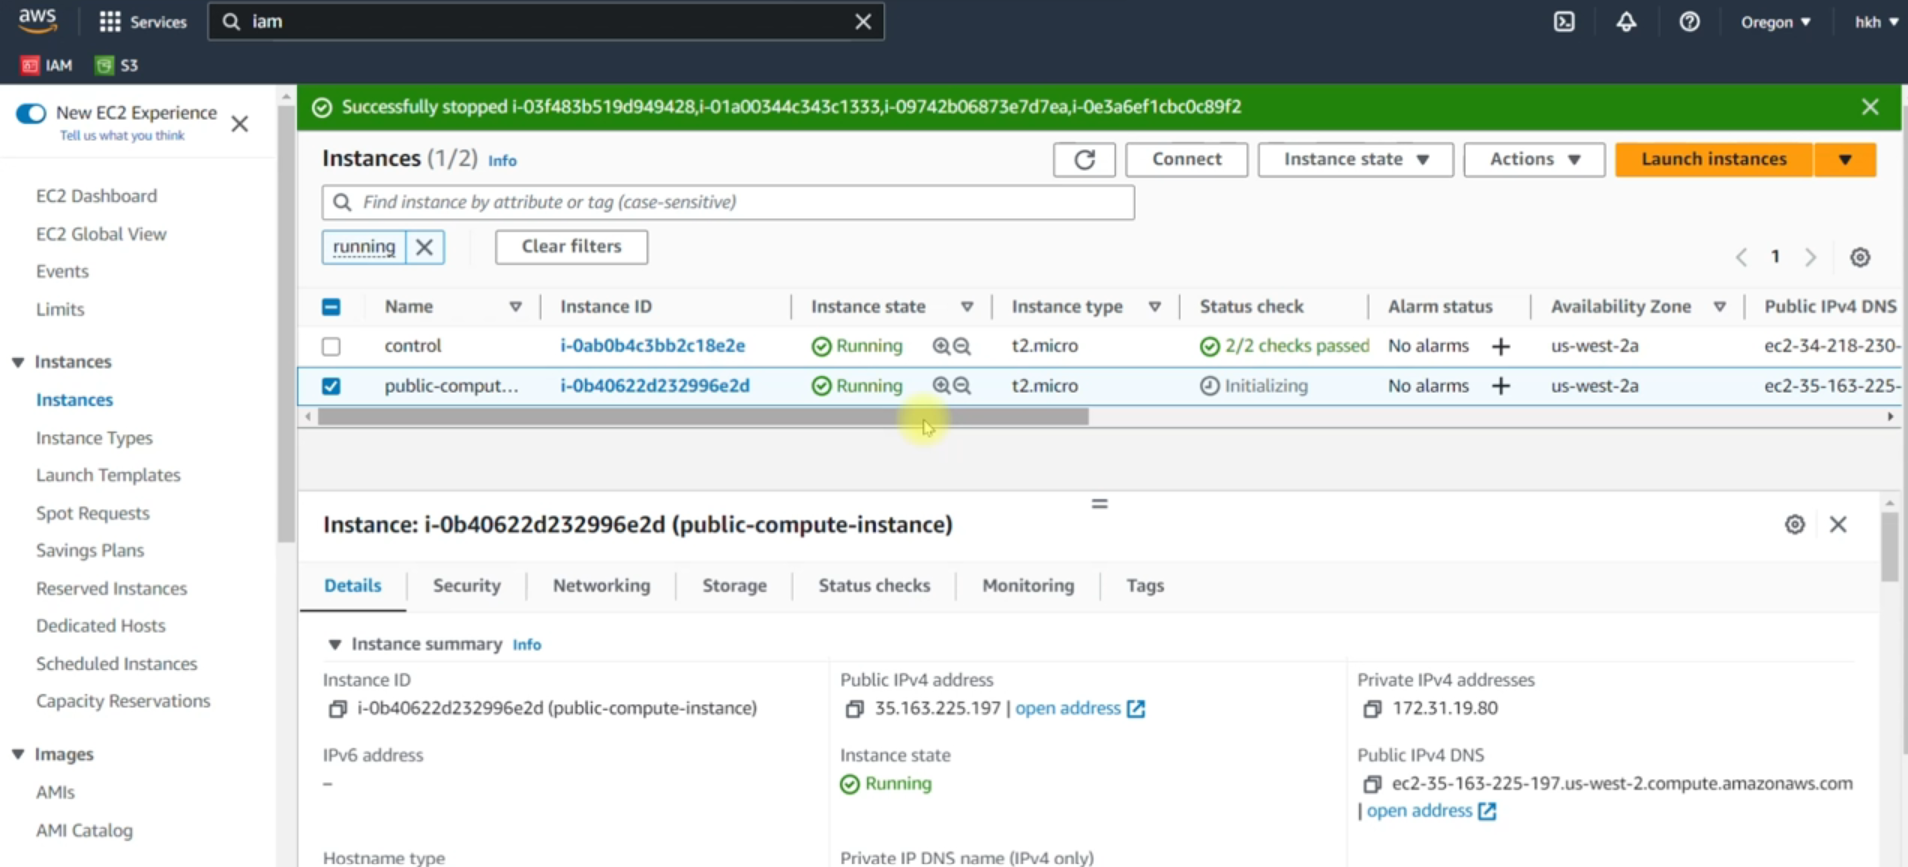 aws Services iam Oregon hkh
IAM S3
New EC2 Experience
Tell us what you think
EC2 Dashboard
EC2 Global View
Events
Limits
Instances
Instances
Instance Types
Launch Templates
Spot Requests
Savings Plans
Reserved Instances
Dedicated Hosts
Scheduled Instances
Capacity Reservations
Images
AMIs
AMI Catalog
Successfully stopped i-03f483b519d949428,i-01a00344c343c1333,i-09742b06873e7d7ea,i-0e3a6ef1cbc0c89f2
Instances (1/2) Info Connect Instance state Actions Launch instances
Find instance by attribute or tag (case-sensitive)
running Clear filters 1
Name Instance ID Instance state Instance type Status check Alarm status Availability Zone Public IPv4 DNS
control i-0ab0b4c3bb2c18e2e Running t2.micro 2/2 checks passed No alarms + us-west-2a ec2-34-218-230-
public-comput... i-0b40622d232996e2d Running t2.micro Initializing No alarms + us-west-2a ec2-35-163-225-
Instance: i-0b40622d232996e2d (public-compute-instance)
Details Security Networking Storage Status checks Monitoring Tags
Instance summary Info
Instance ID
i-0b40622d232996e2d (public-compute-instance)
Public IPv4 address
35.163.225.197 | open address
Private IPv4 addresses
172.31.19.80
IPv6 address
–
Instance state
Running
Public IPv4 DNS
ec2-35-163-225-197.us-west-2.compute.amazonaws.com
| open address
Hostname type
Private IP DNS name (IPv4 only)